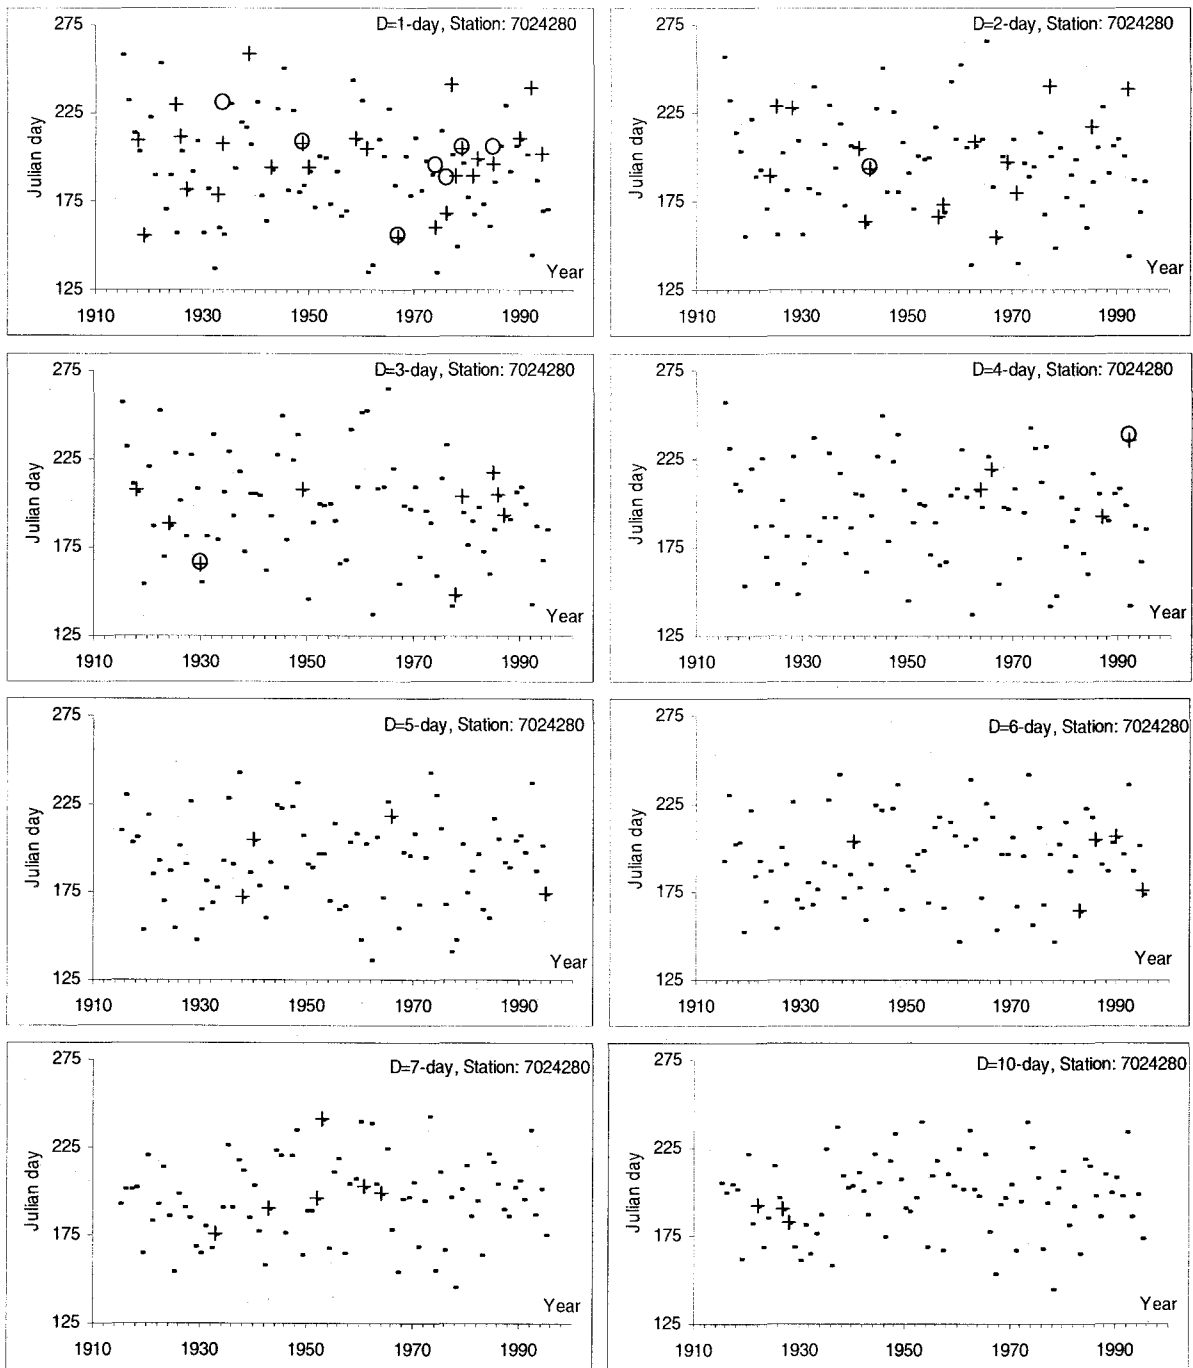 D=1-day, Station: 7024280
275
225
175
125
Julian day
Year
1910 1930 1950 1970 1990
D=2-day, Station: 7024280
275
225
175
125
Julian day
Year
1910 1930 1950 1970 1990
D=3-day, Station: 7024280
275
225
175
125
Julian day
Year
1910 1930 1950 1970 1990
D=4-day, Station: 7024280
275
225
175
125
Julian day
Year
1910 1930 1950 1970 1990
D=5-day, Station: 7024280
275
225
175
125
Julian day
Year
1910 1930 1950 1970 1990
D=6-day, Station: 7024280
275
225
175
125
Julian day
Year
1910 1930 1950 1970 1990
D=7-day, Station: 7024280
275
225
175
125
Julian day
Year
1910 1930 1950 1970 1990
D=10-day, Station: 7024280
275
225
175
125
Julian day
Year
1910 1930 1950 1970 1990